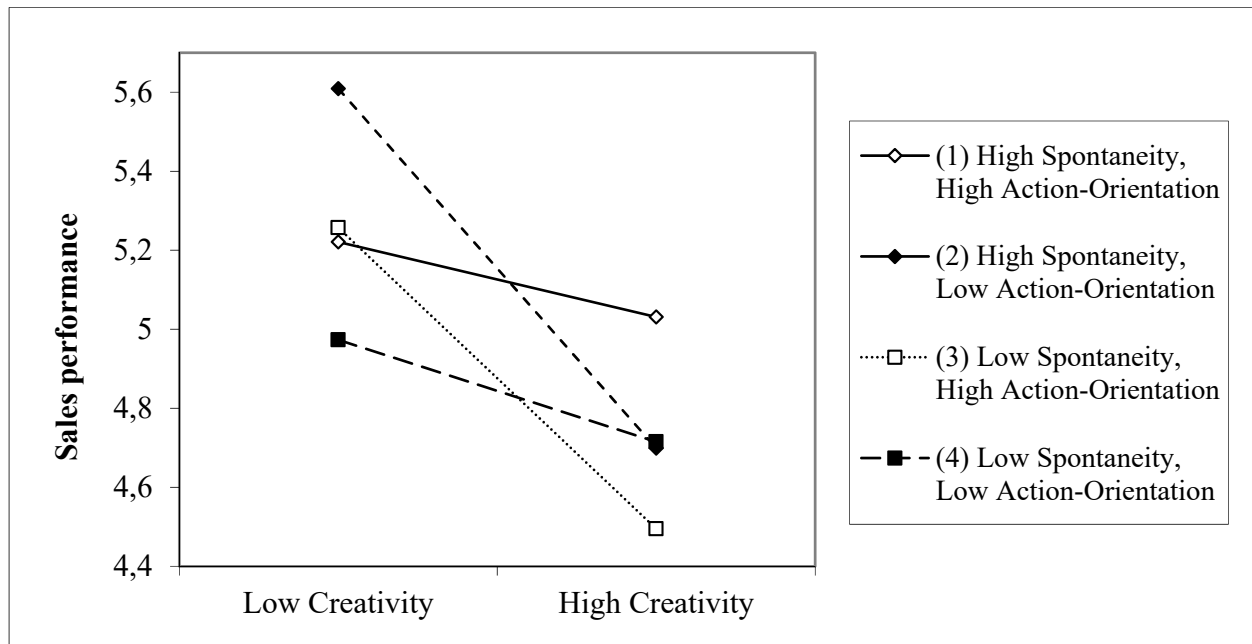 Sales performance
5,6
5,4
5,2
5
4,8
4,6
4,4
Low Creativity
High Creativity
(1) High Spontaneity,
High Action-Orientation
(2) High Spontaneity,
Low Action-Orientation
(3) Low Spontaneity,
High Action-Orientation
(4) Low Spontaneity,
Low Action-Orientation